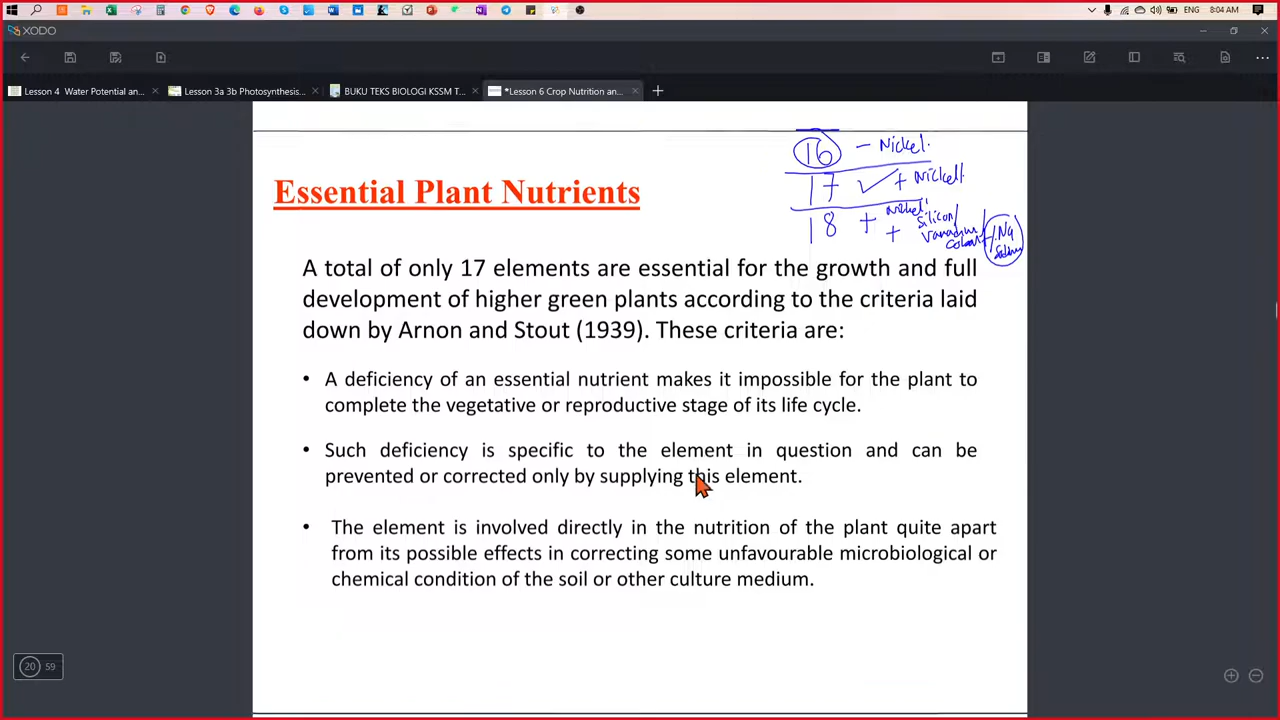 ENG
8:04 AM
XODO
Lesson 4 Water Potential an...
Lesson 3a 3b Photosynthesis...
BUKU TEKS BIOLOGI KSSM T...
*Lesson 6 Crop Nutrition an...
16 - Nickel.
17 ✓ + Nickel
18 + Nickel
+ Silicon/
Vanadium/
Cobalt
Na
Sodium
Essential Plant Nutrients
A total of only 17 elements are essential for the growth and full
development of higher green plants according to the criteria laid
down by Arnon and Stout (1939). These criteria are:
• A deficiency of an essential nutrient makes it impossible for the plant to
complete the vegetative or reproductive stage of its life cycle.
• Such deficiency is specific to the element in question and can be
prevented or corrected only by supplying this element.
• The element is involved directly in the nutrition of the plant quite apart
from its possible effects in correcting some unfavourable microbiological or
chemical condition of the soil or other culture medium.
20 59